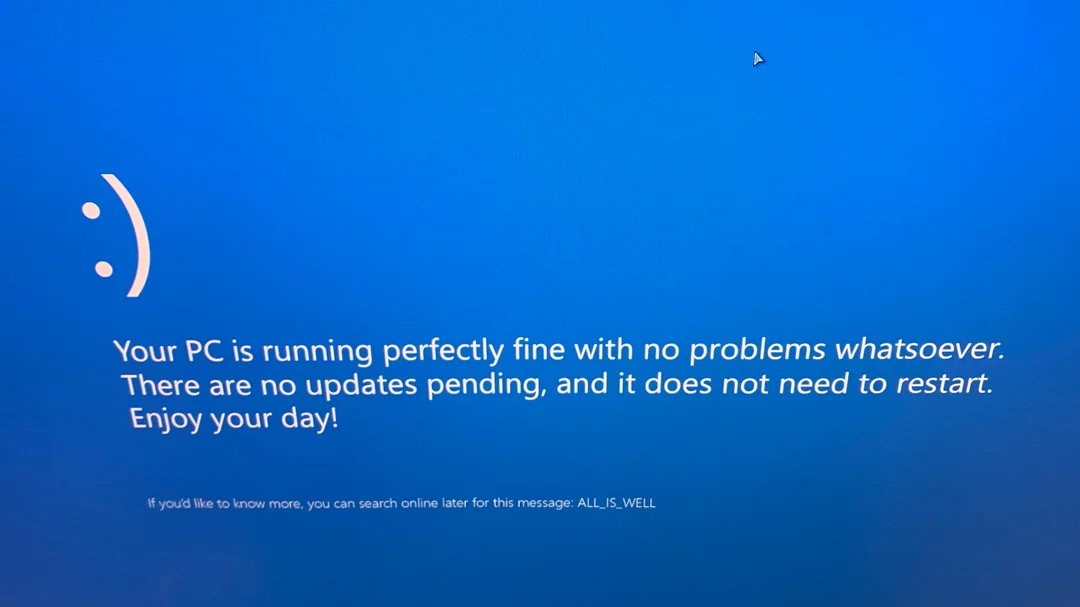 :)
Your PC is running perfectly fine with no problems whatsoever.
There are no updates pending, and it does not need to restart.
Enjoy your day!
If you'd like to know more, you can search online later for this message: ALL_IS_WELL